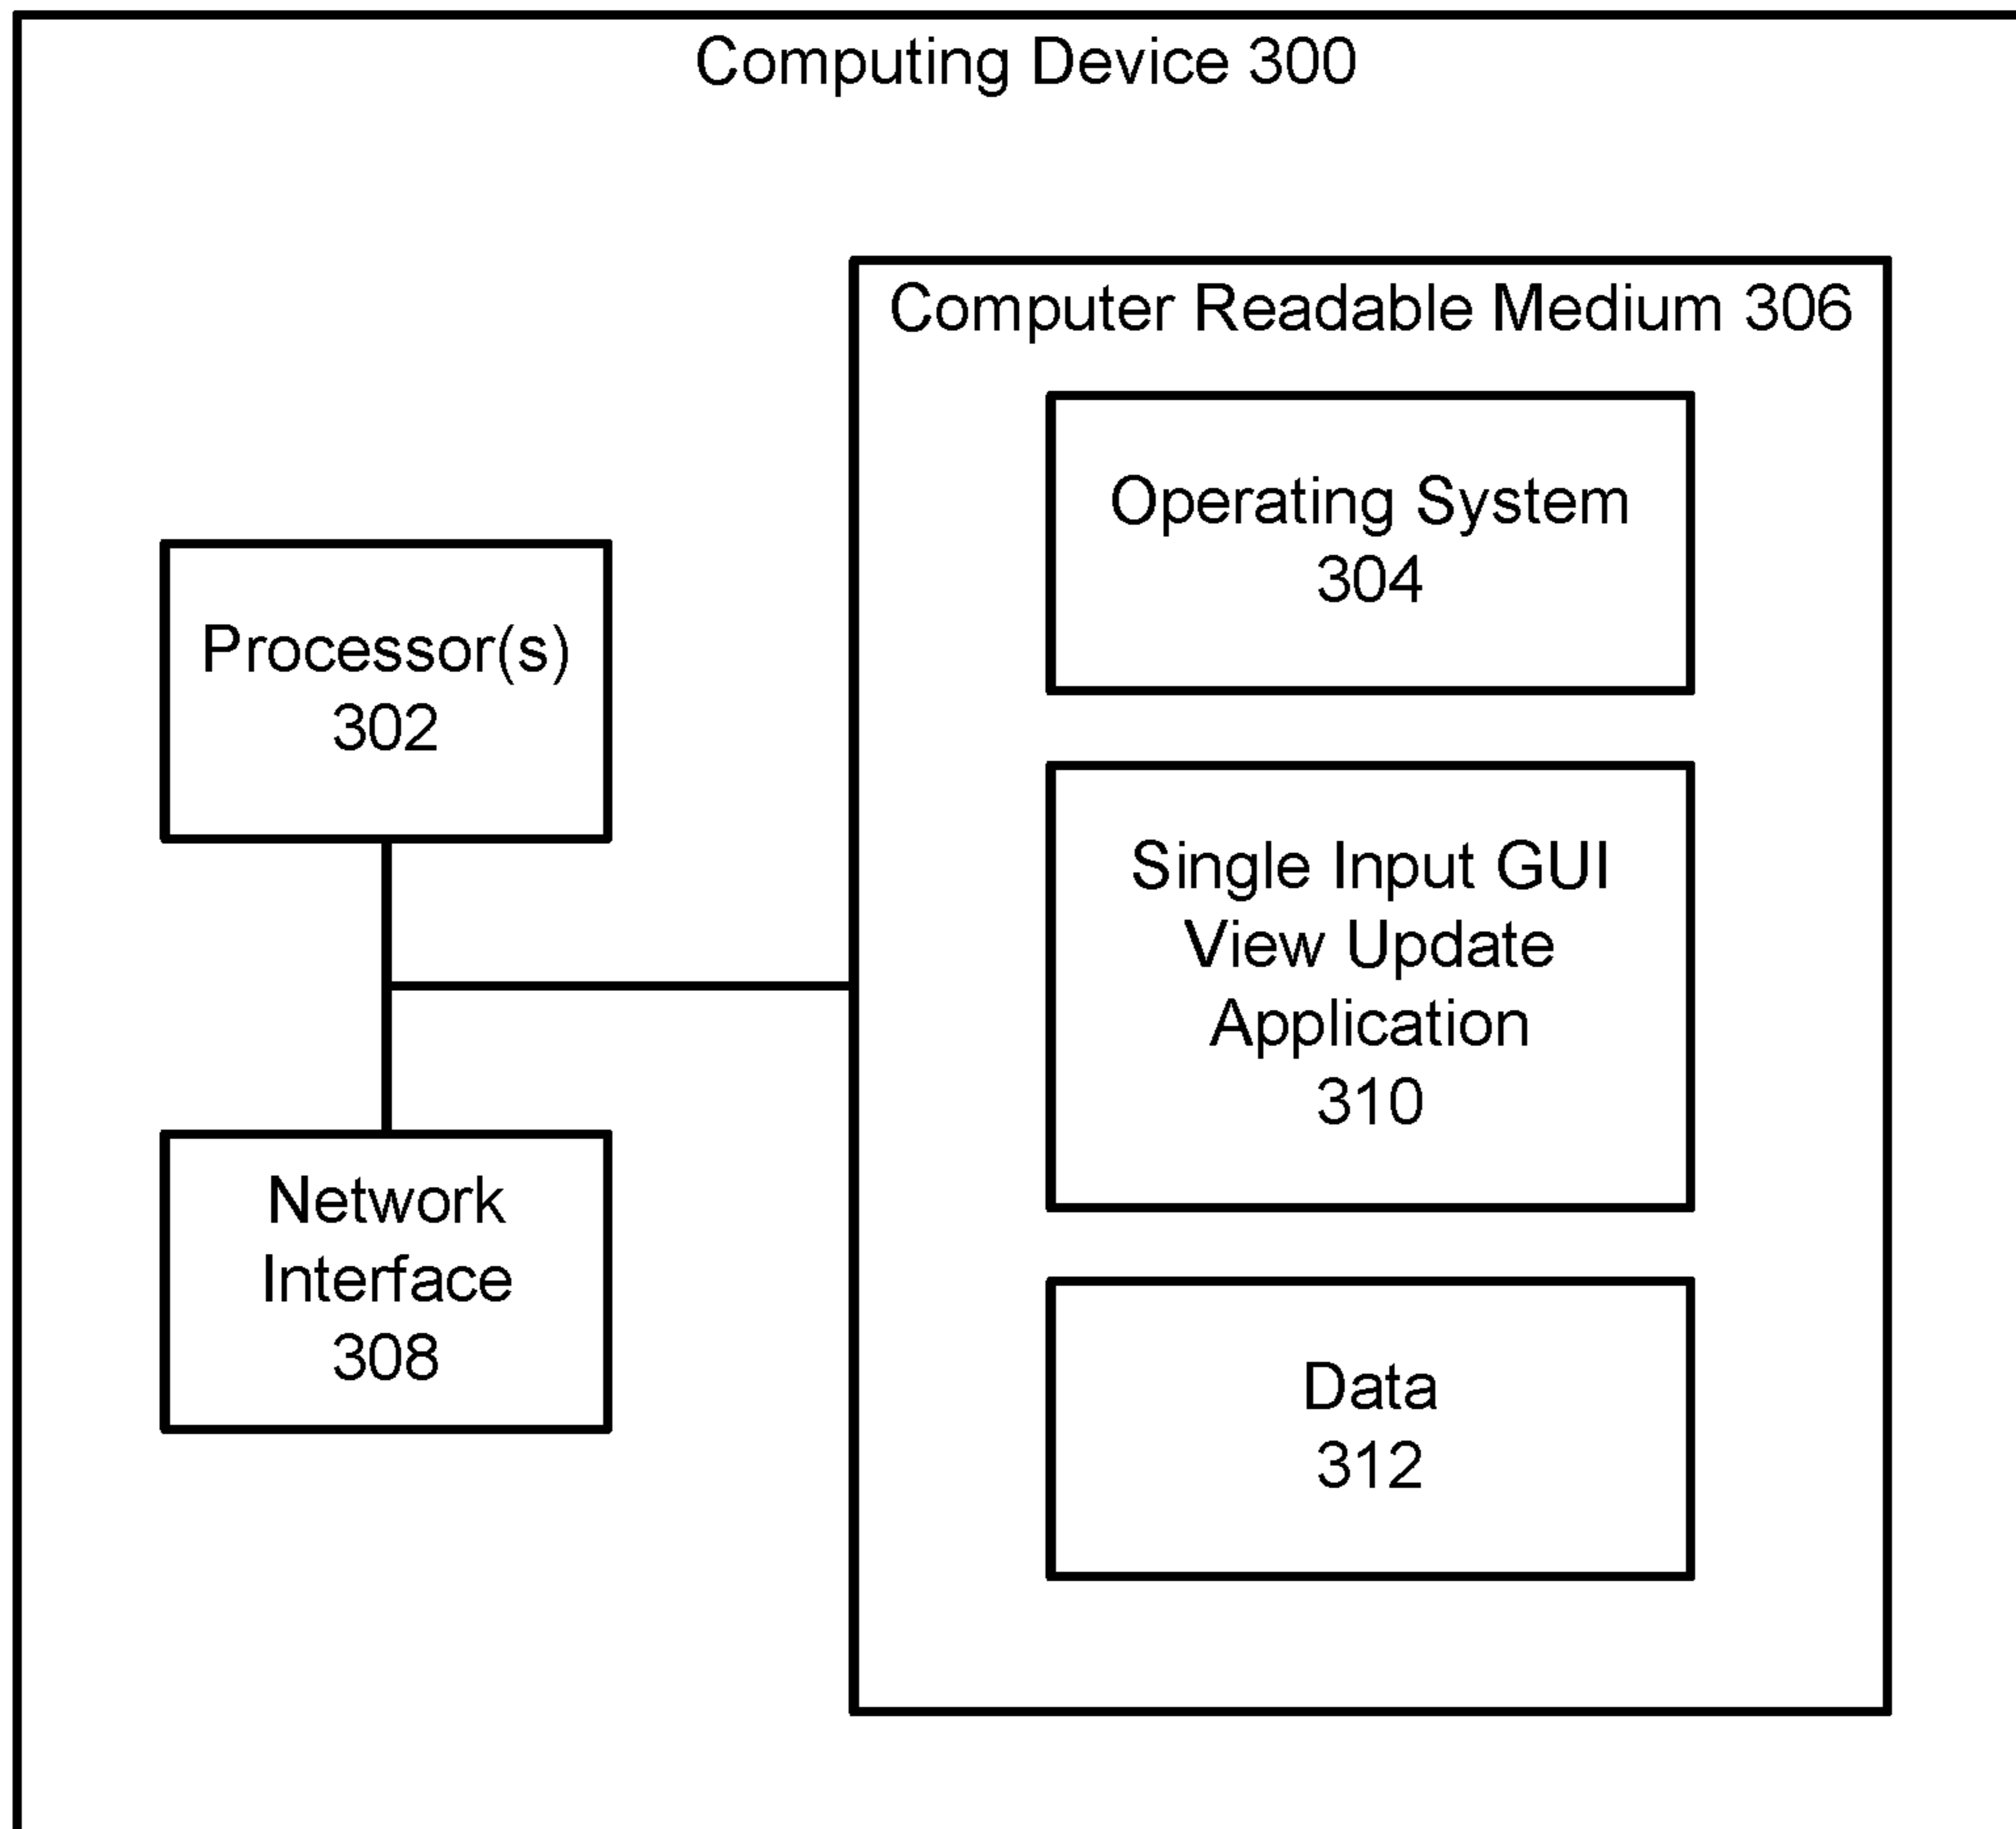 Computing Device 300
Computer Readable Medium 306
Operating System
304
Processor(s)
302
Single Input GUI
View Update
Application
310
Network
Interface
308
Data
312